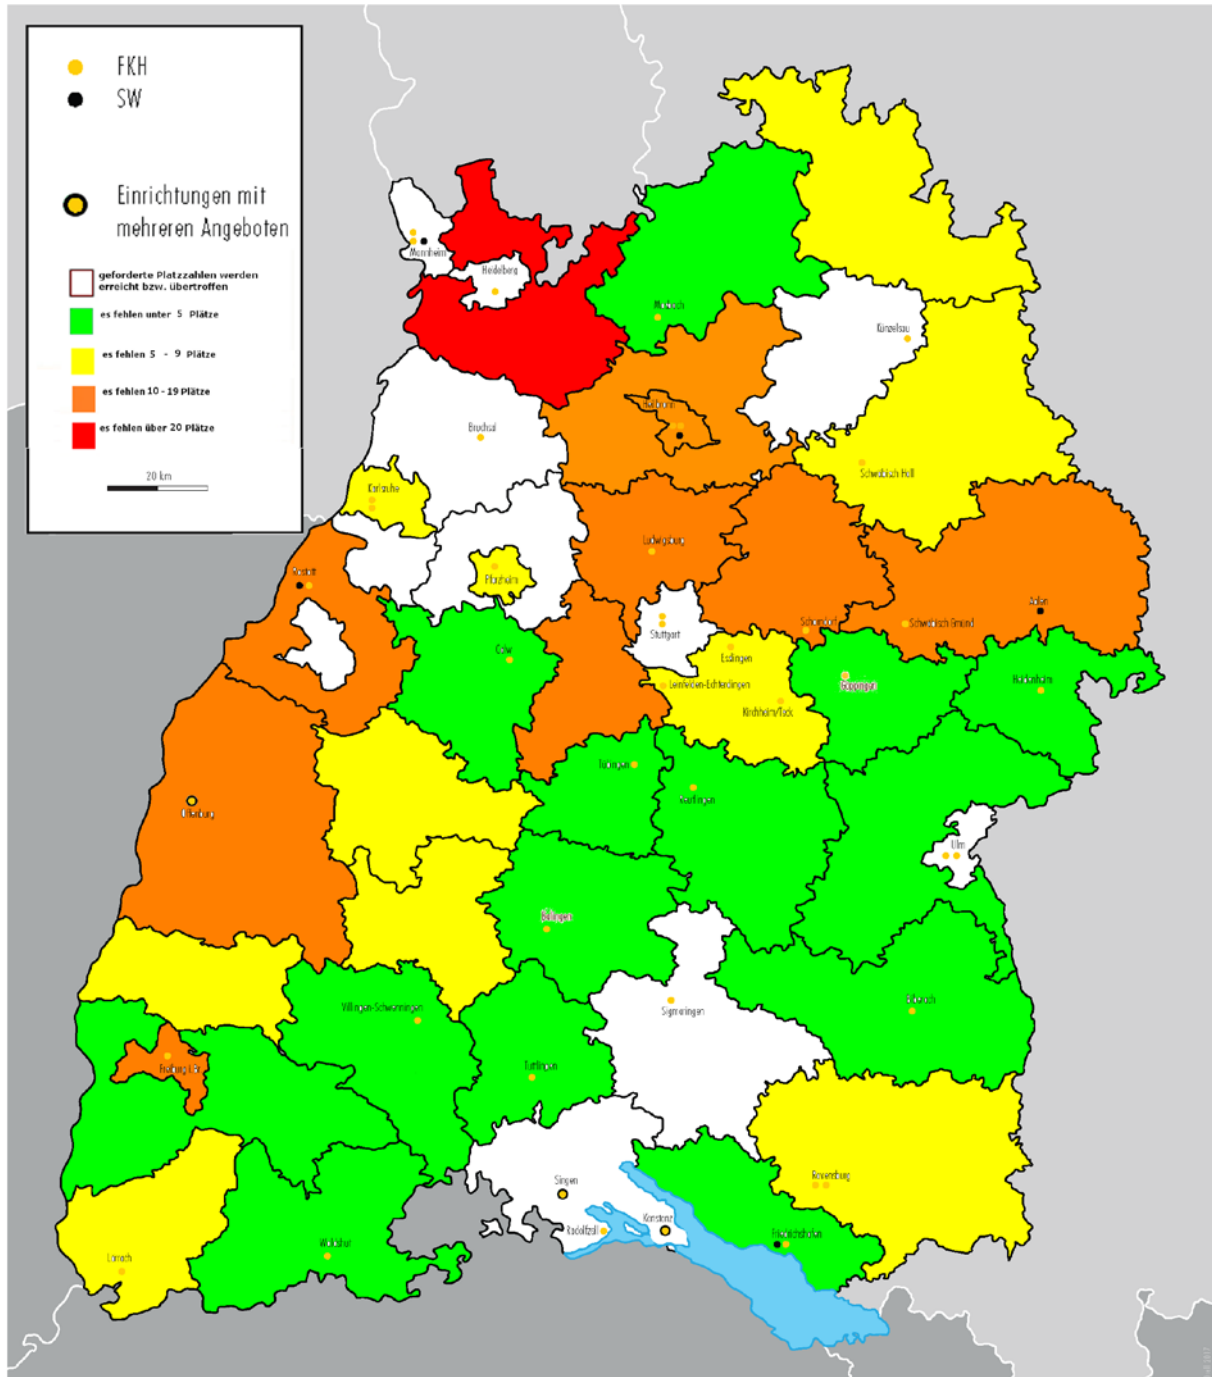 FKH
SW
Einrichtungen mit
mehreren Angeboten
geforderte Platzzahlen werden
erreicht bzw. übertroffen
es fehlen unter 5 Plätze
es fehlen 5 - 9 Plätze
es fehlen 10 - 19 Plätze
es fehlen über 20 Plätze
20 km
Mannheim
Heidelberg
Mosbach
Künzelsau
Heilbronn
Bruchsal
Schwäbisch Hall
Karlsruhe
Ludwigsburg
Pforzheim
Rastatt
Aalen
Schorndorf
Schwäbisch Gmünd
Stuttgart
Calw
Esslingen
Leinfelden-Echterdingen
Göppingen
Heidenheim
Kirchheim/Teck
Tübingen
Reutlingen
Offenburg
Ulm
Balingen
Villingen-Schwenningen
Sigmaringen
Biberach
Freiburg i.Br.
Tuttlingen
Singen
Ravensburg
Konstanz
Radolfzell
Friedrichshafen
Waldshut
Lörrach